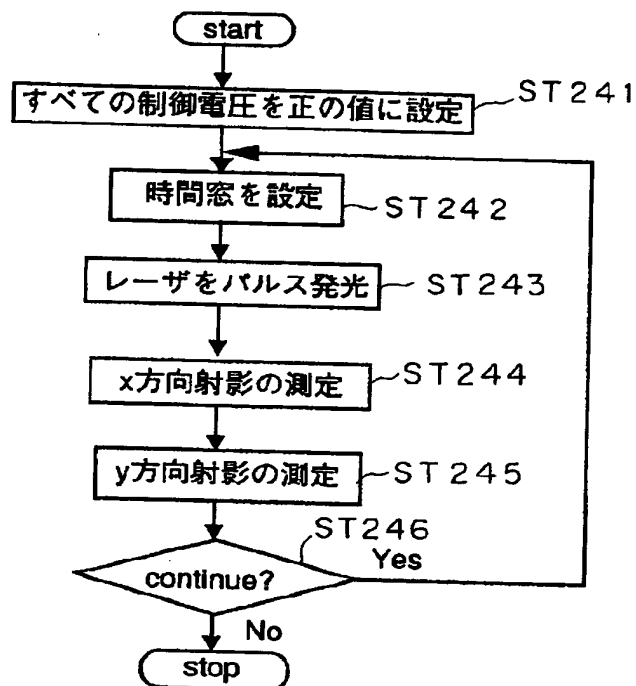 start
すべての制御電圧を正の値に設定
ST241
時間窓を設定
ST242
レーザをパルス発光
ST243
x方向射影の測定
ST244
y方向射影の測定
ST245
ST246
continue?
Yes
No
stop